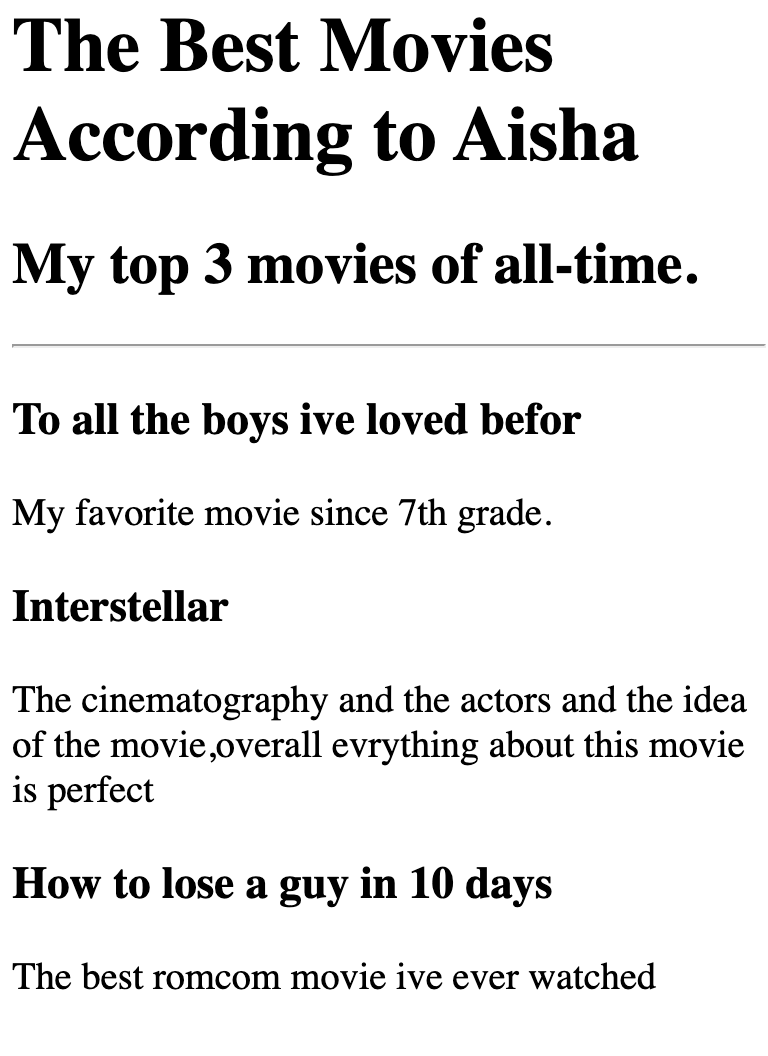 The Best Movies
According to Aisha
My top 3 movies of all-time.
To all the boys ive loved befor
My favorite movie since 7th grade.
Interstellar
The cinematography and the actors and the idea
of the movie,overall evrything about this movie
is perfect
How to lose a guy in 10 days
The best romcom movie ive ever watched